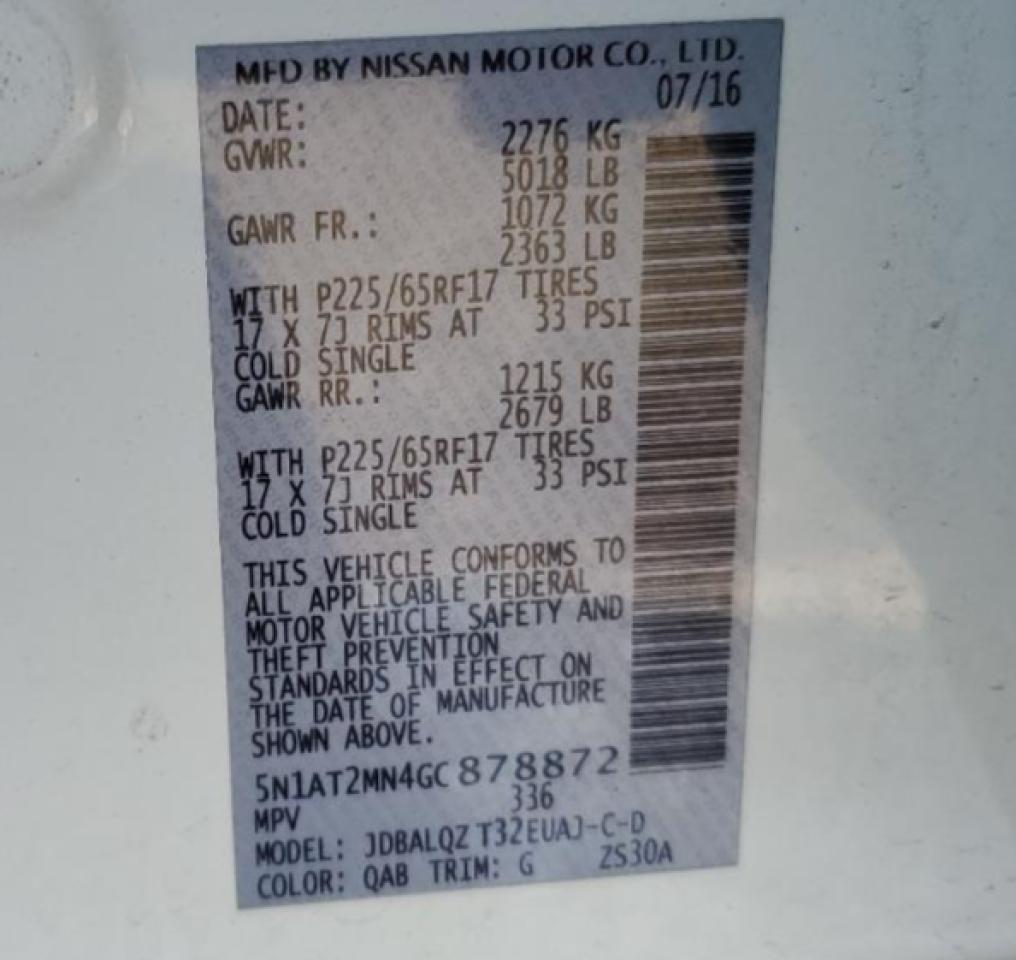 MFD BY NISSAN MOTOR CO., LTD.
DATE: 07/16
GVWR: 2276 KG
5018 LB
GAWR FR.: 1072 KG
2363 LB
WITH P225/65RF17 TIRES
17 X 7J RIMS AT 33 PSI
COLD SINGLE
GAWR RR.: 1215 KG
2679 LB
WITH P225/65RF17 TIRES
17 X 7J RIMS AT 33 PSI
COLD SINGLE
THIS VEHICLE CONFORMS TO
ALL APPLICABLE FEDERAL
MOTOR VEHICLE SAFETY AND
THEFT PREVENTION
STANDARDS IN EFFECT ON
THE DATE OF MANUFACTURE
SHOWN ABOVE.
5N1AT2MN4GC878872
MPV 336
MODEL: JDBALQZ T32EUAJ-C-D
COLOR: QAB TRIM: G ZS30A